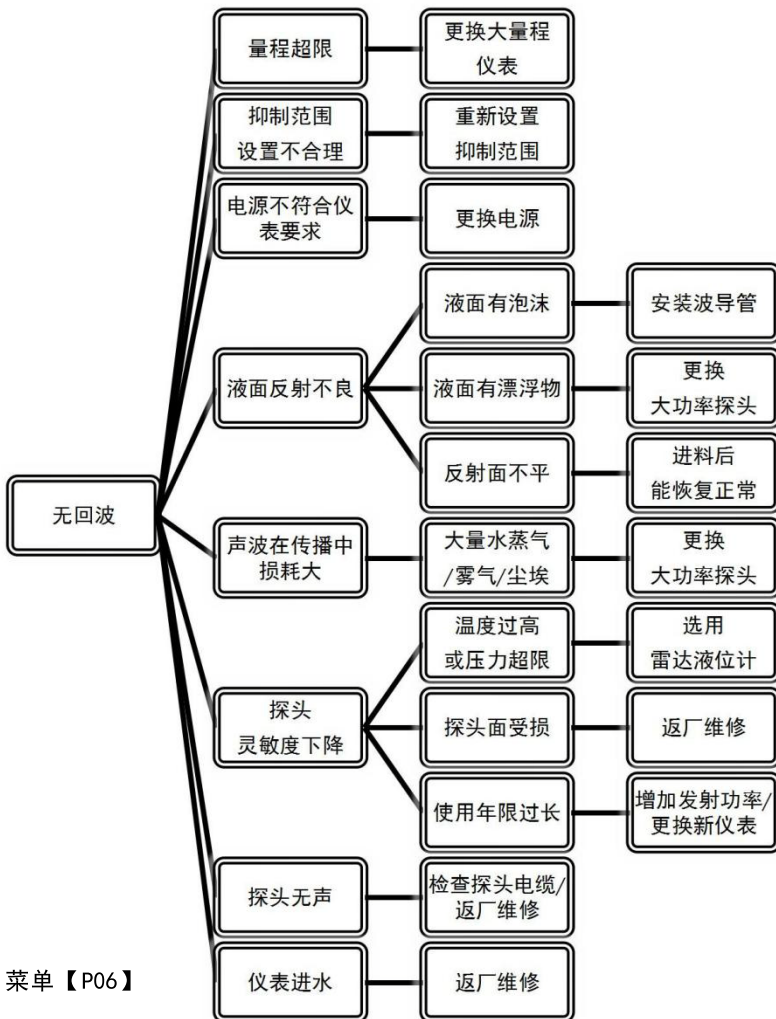 量程超限
更换大量程
仪表
抑制范围
设置不合理
重新设置
抑制范围
电源不符合仪
表要求
更换电源
液面反射不良
液面有泡沫
安装波导管
液面有漂浮物
更换
大功率探头
反射面不平
进料后
能恢复正常
无回波
声波在传播中
损耗大
大量水蒸气
/雾气/尘埃
更换
大功率探头
探头
灵敏度下降
温度过高
或压力超限
选用
雷达液位计
探头面受损
返厂维修
使用年限过长
增加发射功率/
更换新仪表
探头无声
检查探头电缆/
返厂维修
仪表进水
返厂维修
菜单【P06】